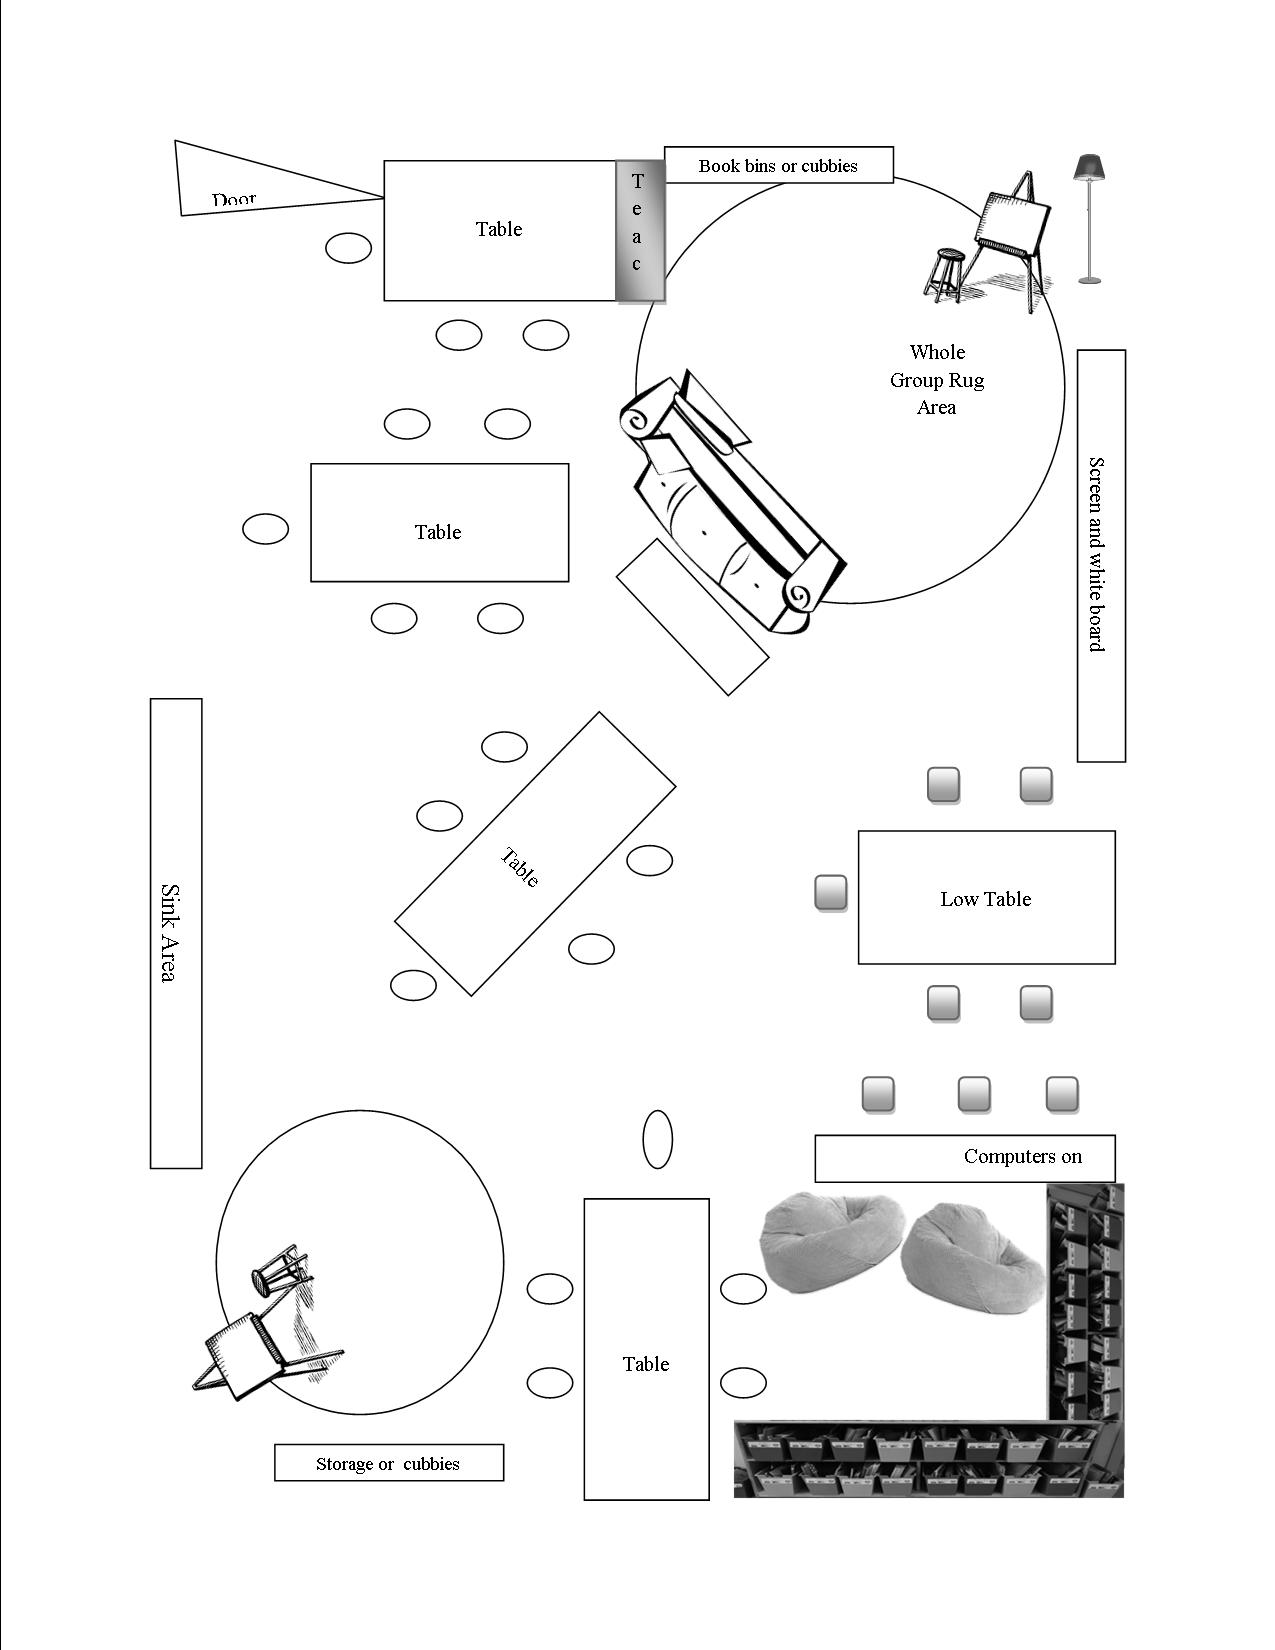 Door
Table
T
e
a
c
Book bins or cubbies
Whole
Group Rug
Area
Table
Screen and white board
Table
Low Table
Sink Area
Computers on
Table
Storage or cubbies